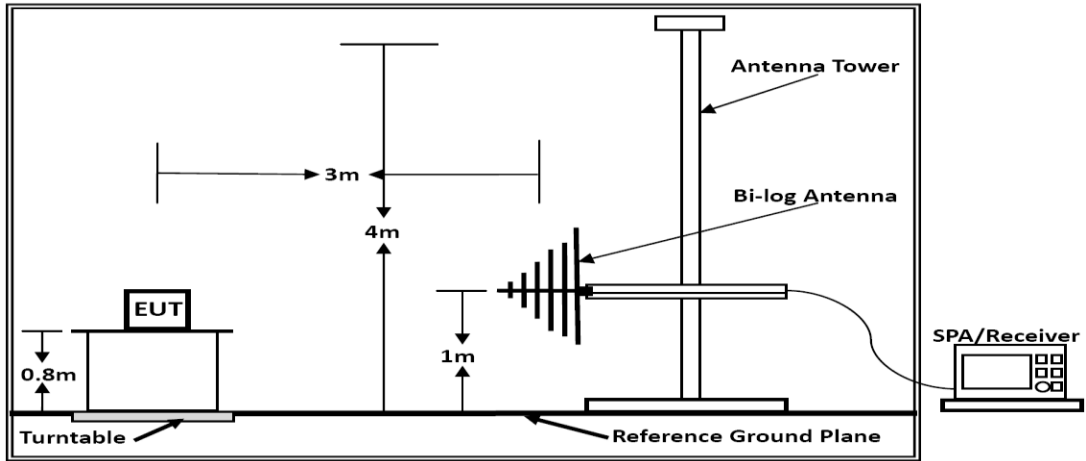 Antenna Tower
3m
Bi-log Antenna
4m
EUT
SPA/Receiver
1m
0.8m
Turntable
Reference Ground Plane